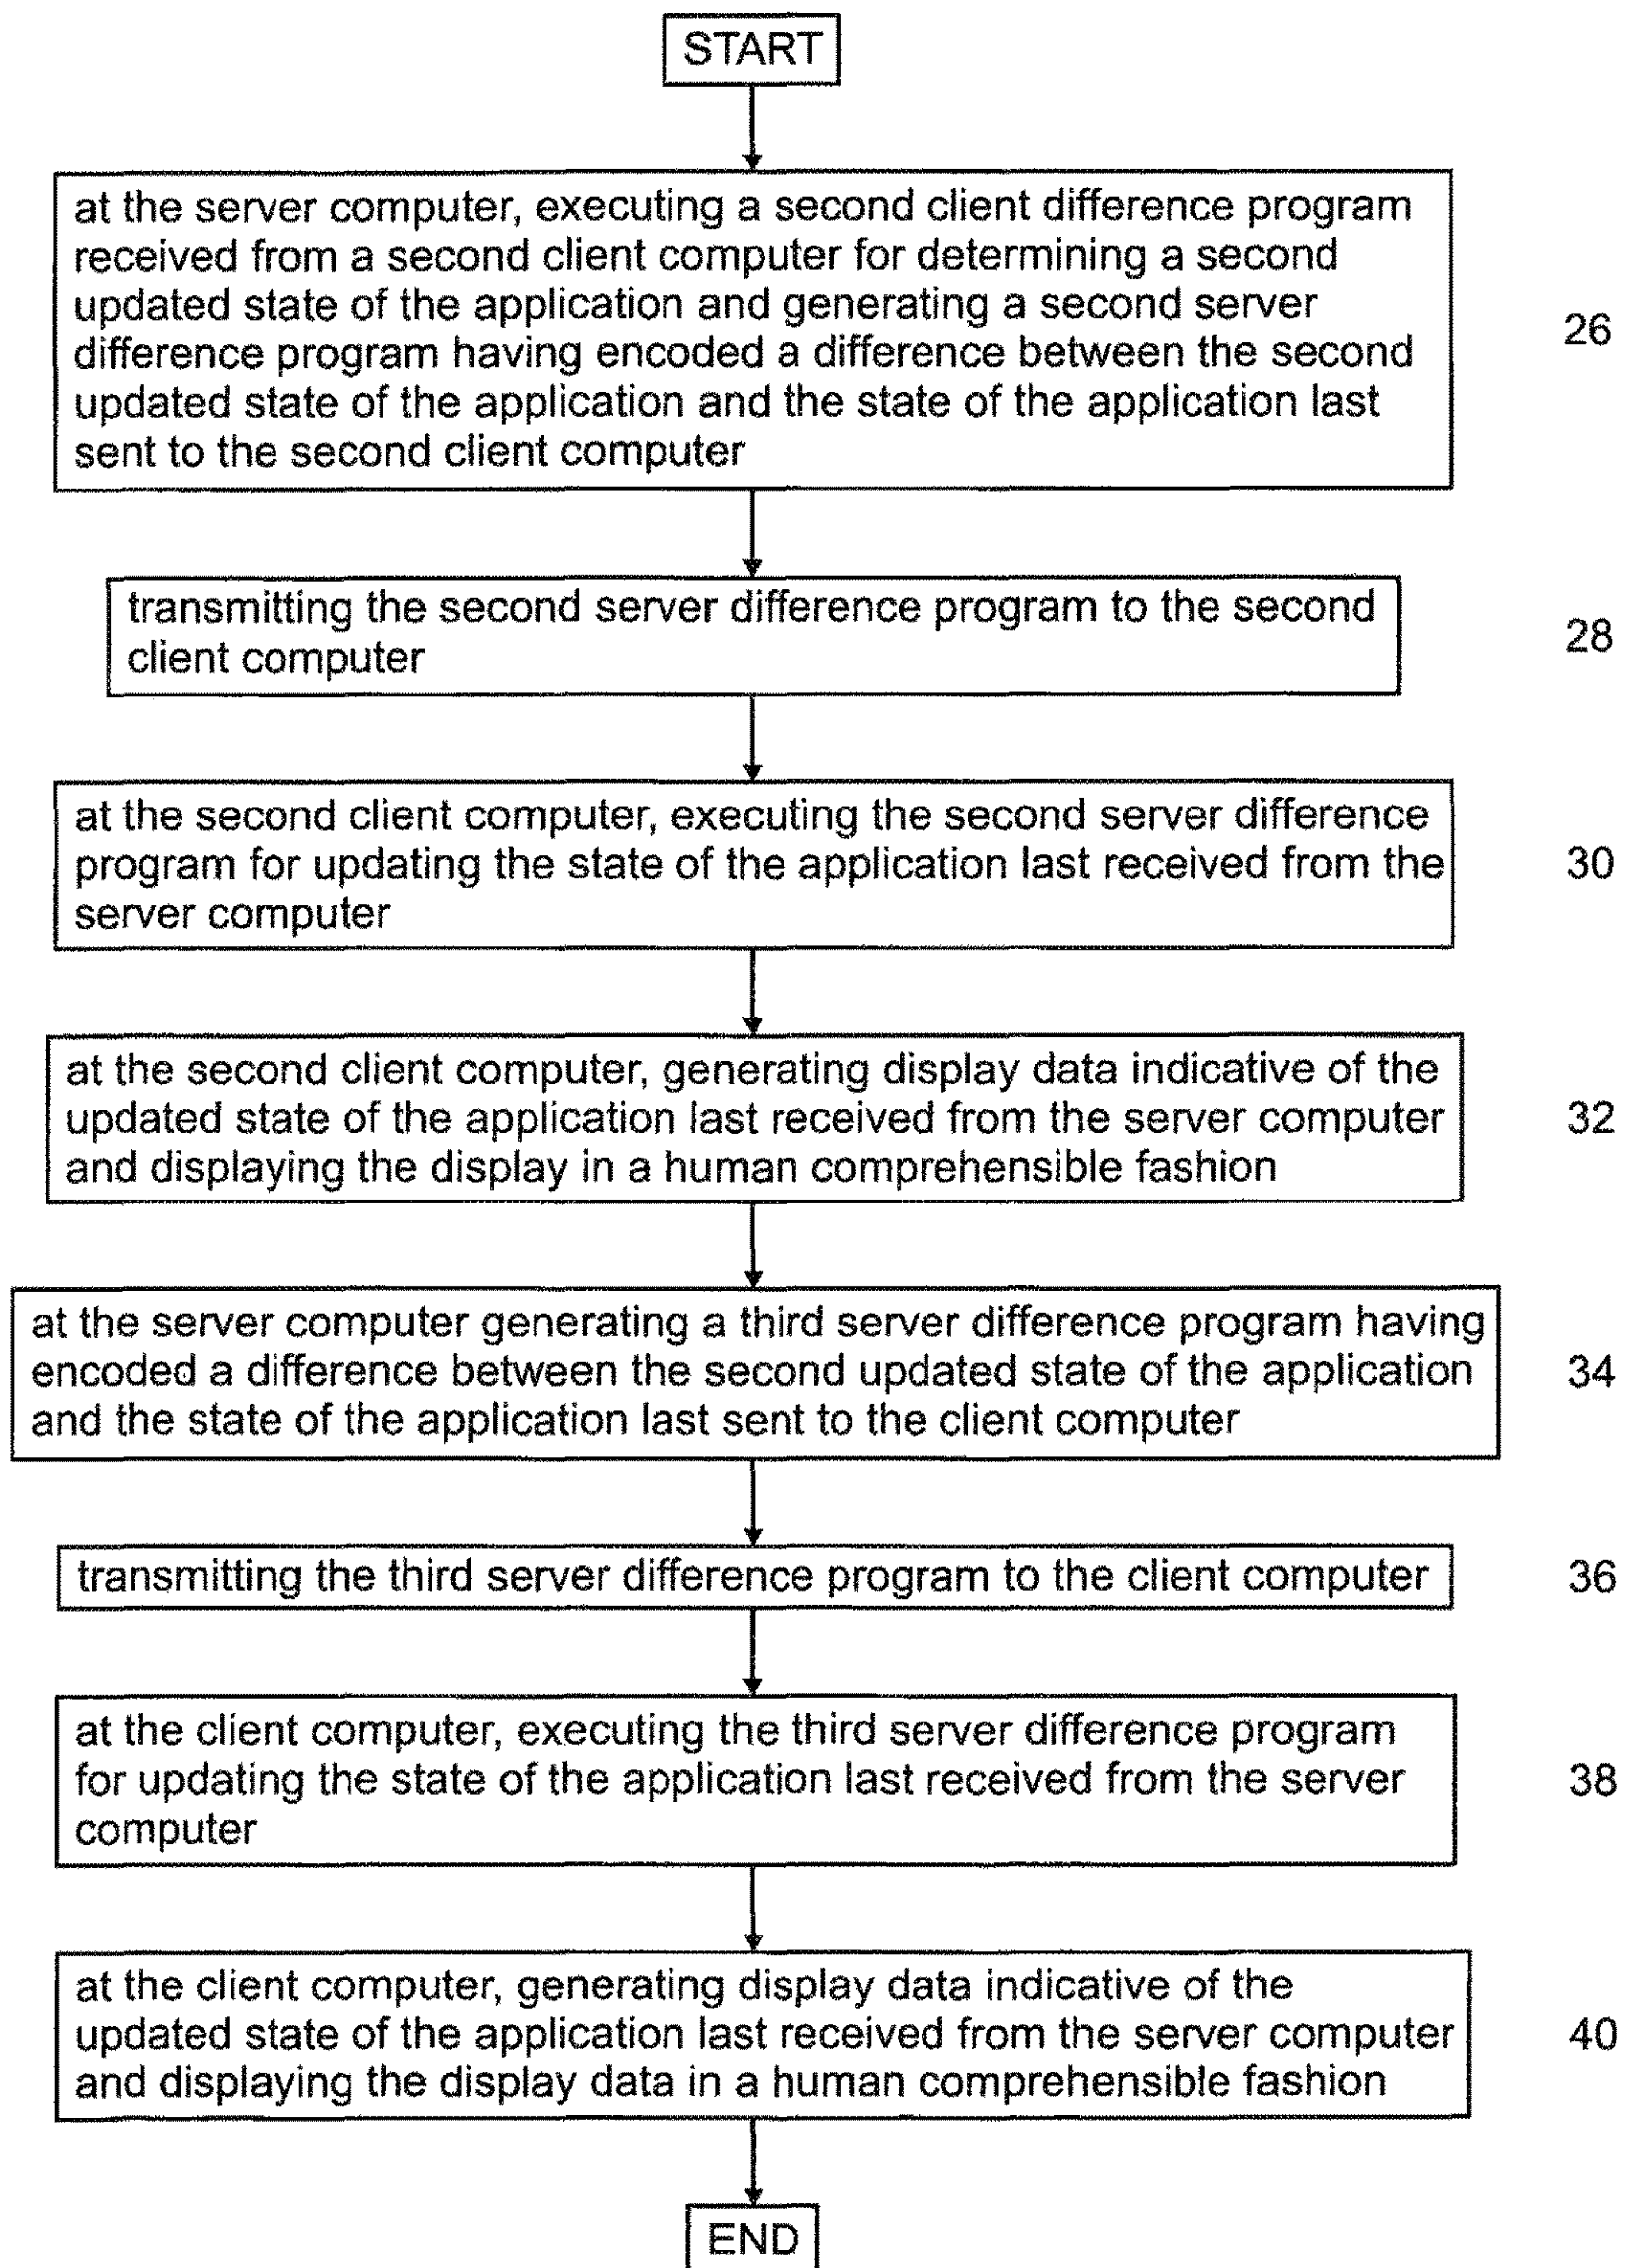 START
at the server computer, executing a second client difference program
received from a second client computer for determining a second
updated state of the application and generating a second server
difference program having encoded a difference between the second
updated state of the application and the state of the application last
sent to the second client computer
26
transmitting the second server difference program to the second
client computer
28
at the second client computer, executing the second server difference
program for updating the state of the application last received from the
server computer
30
at the second client computer, generating display data indicative of the
updated state of the application last received from the server computer
and displaying the display in a human comprehensible fashion
32
at the server computer generating a third server difference program having
encoded a difference between the second updated state of the application
and the state of the application last sent to the client computer
34
transmitting the third server difference program to the client computer
36
at the client computer, executing the third server difference program
for updating the state of the application last received from the server
computer
38
at the client computer, generating display data indicative of the
updated state of the application last received from the server computer
and displaying the display data in a human comprehensible fashion
40
END